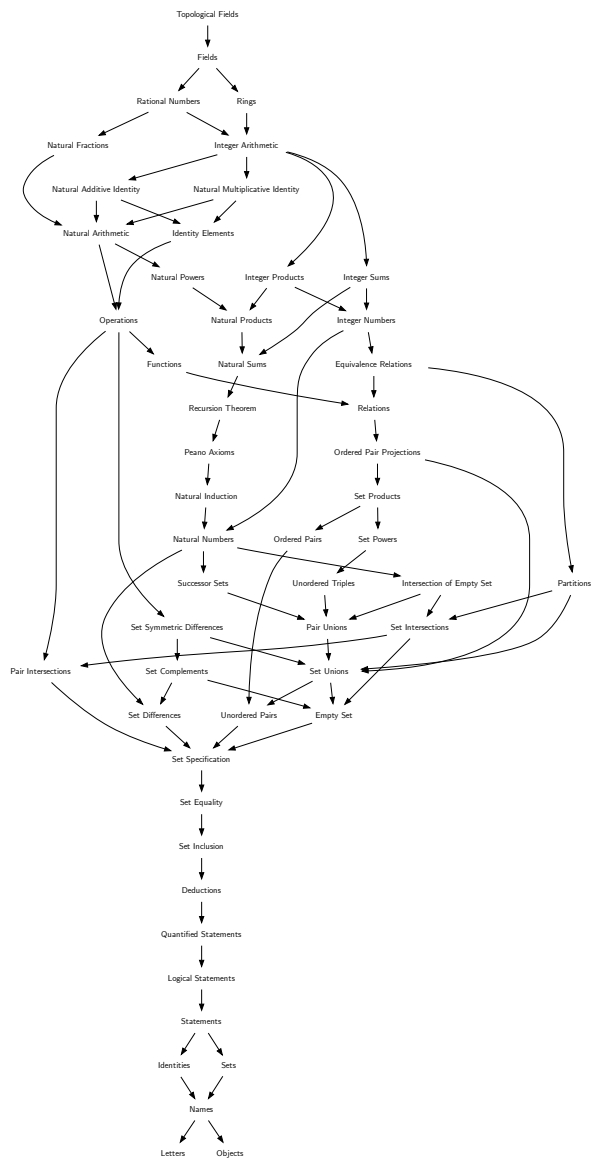 Topological Fields
Fields
Rational Numbers
Rings
Natural Fractions
Integer Arithmetic
Natural Additive Identity
Natural Multiplicative Identity
Natural Arithmetic
Identity Elements
Natural Powers
Integer Products
Integer Sums
Operations
Natural Products
Integer Numbers
Functions
Natural Sums
Equivalence Relations
Recursion Theorem
Relations
Peano Axioms
Ordered Pair Projections
Natural Induction
Set Products
Natural Numbers
Ordered Pairs
Set Powers
Successor Sets
Unordered Triples
Intersection of Empty Set
Partitions
Set Symmetric Differences
Pair Unions
Set Intersections
Pair Intersections
Set Complements
Set Unions
Set Differences
Unordered Pairs
Empty Set
Set Specification
Set Equality
Set Inclusion
Deductions
Quantified Statements
Logical Statements
Statements
Identities
Sets
Names
Letters
Objects